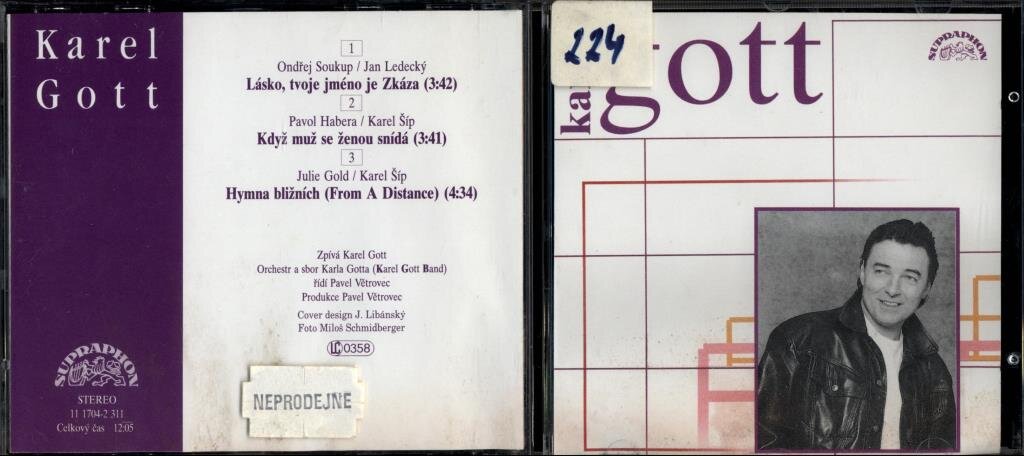 Karel
Gott
SUPRAPHON
STEREO
11 1704-2 311
Celkový čas 12:05
1
Ondřej Soukup / Jan Ledecký
Lásko, tvoje jméno je Zkáza (3:42)
2
Pavol Habera / Karel Šíp
Když muž se ženou snídá (3:41)
3
Julie Gold / Karel Šíp
Hymna bližních (From A Distance) (4:34)
Zpívá Karel Gott
Orchestr a sbor Karla Gotta (Karel Gott Band)
řídí Pavel Větrovec
Produkce Pavel Větrovec
Cover design J. Libánský
Foto Miloš Schmidberger
LC 0358
NEPRODEJNE
224
ka
gott
SUPRAPHON